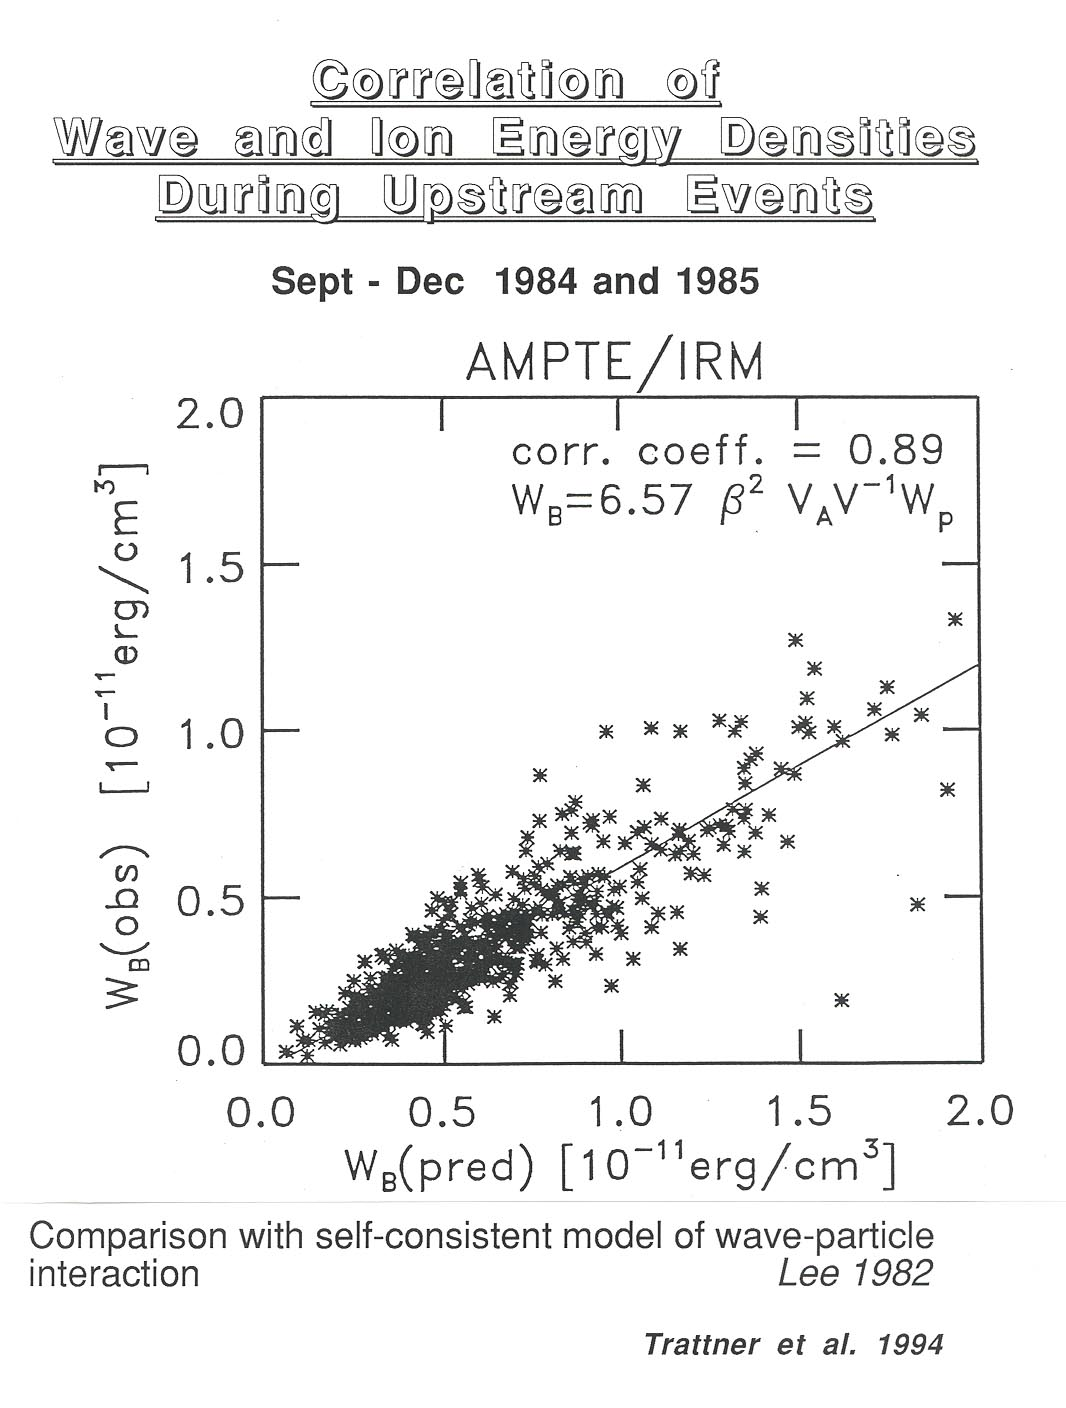 Correlation of
Wave and Ion Energy Densities
During Upstream Events
Sept - Dec 1984 and 1985
AMPTE/IRM
corr. coeff. = 0.89
W_B=6.57 β² V_A V⁻¹W_p
2.0
1.5
1.0
0.5
0.0
W_B(obs) [10⁻¹¹erg/cm³]
0.0 0.5 1.0 1.5 2.0
W_B(pred) [10⁻¹¹erg/cm³]
Comparison with self-consistent model of wave-particle
interaction Lee 1982
Trattner et al. 1994